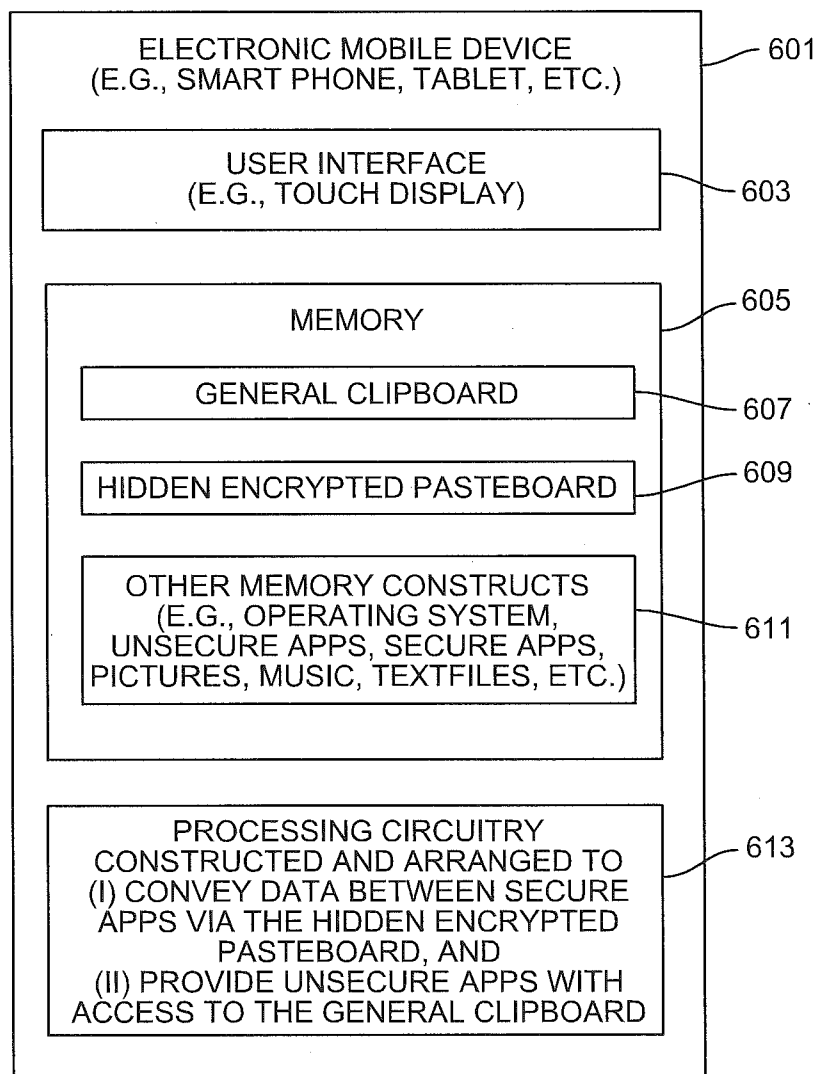 ELECTRONIC MOBILE DEVICE
(E.G., SMART PHONE, TABLET, ETC.)
601
USER INTERFACE
(E.G., TOUCH DISPLAY)
603
MEMORY
605
GENERAL CLIPBOARD
607
HIDDEN ENCRYPTED PASTEBOARD
609
OTHER MEMORY CONSTRUCTS
(E.G., OPERATING SYSTEM,
UNSECURE APPS, SECURE APPS,
PICTURES, MUSIC, TEXTFILES, ETC.)
611
PROCESSING CIRCUITRY
CONSTRUCTED AND ARRANGED TO
(I) CONVEY DATA BETWEEN SECURE
APPS VIA THE HIDDEN ENCRYPTED
PASTEBOARD, AND
(II) PROVIDE UNSECURE APPS WITH
ACCESS TO THE GENERAL CLIPBOARD
613